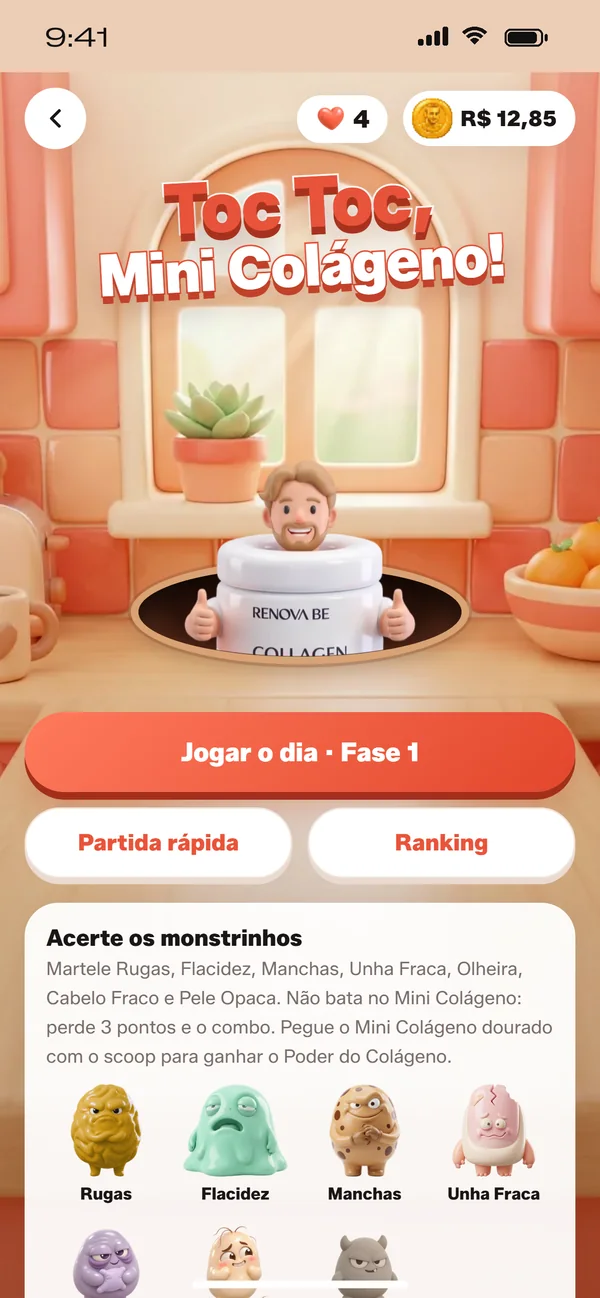 9:41
4
R$ 12,85
Toc Toc,
Mini Colágeno!
RENOVA BE
COLLAGEN
Jogar o dia · Fase 1
Partida rápida
Ranking
Acerte os monstrinhos
Martele Rugas, Flacidez, Manchas, Unha Fraca, Olheira,
Cabelo Fraco e Pele Opaca. Não bata no Mini Colágeno:
perde 3 pontos e o combo. Pegue o Mini Colágeno dourado
com o scoop para ganhar o Poder do Colágeno.
Rugas
Flacidez
Manchas
Unha Fraca